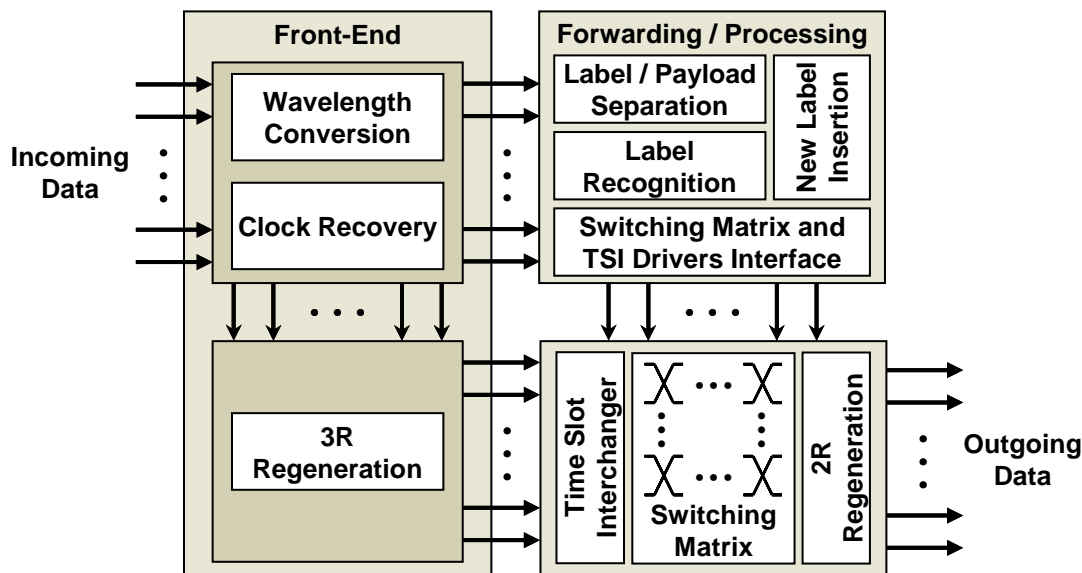 Front-End
Forwarding / Processing
Wavelength
Conversion
Label / Payload
Separation
New Label
Insertion
Incoming
Data
Label
Recognition
Clock Recovery
Switching Matrix and
TSI Drivers Interface
3R
Regeneration
Time Slot
Interchanger
Switching
Matrix
2R
Regeneration
Outgoing
Data